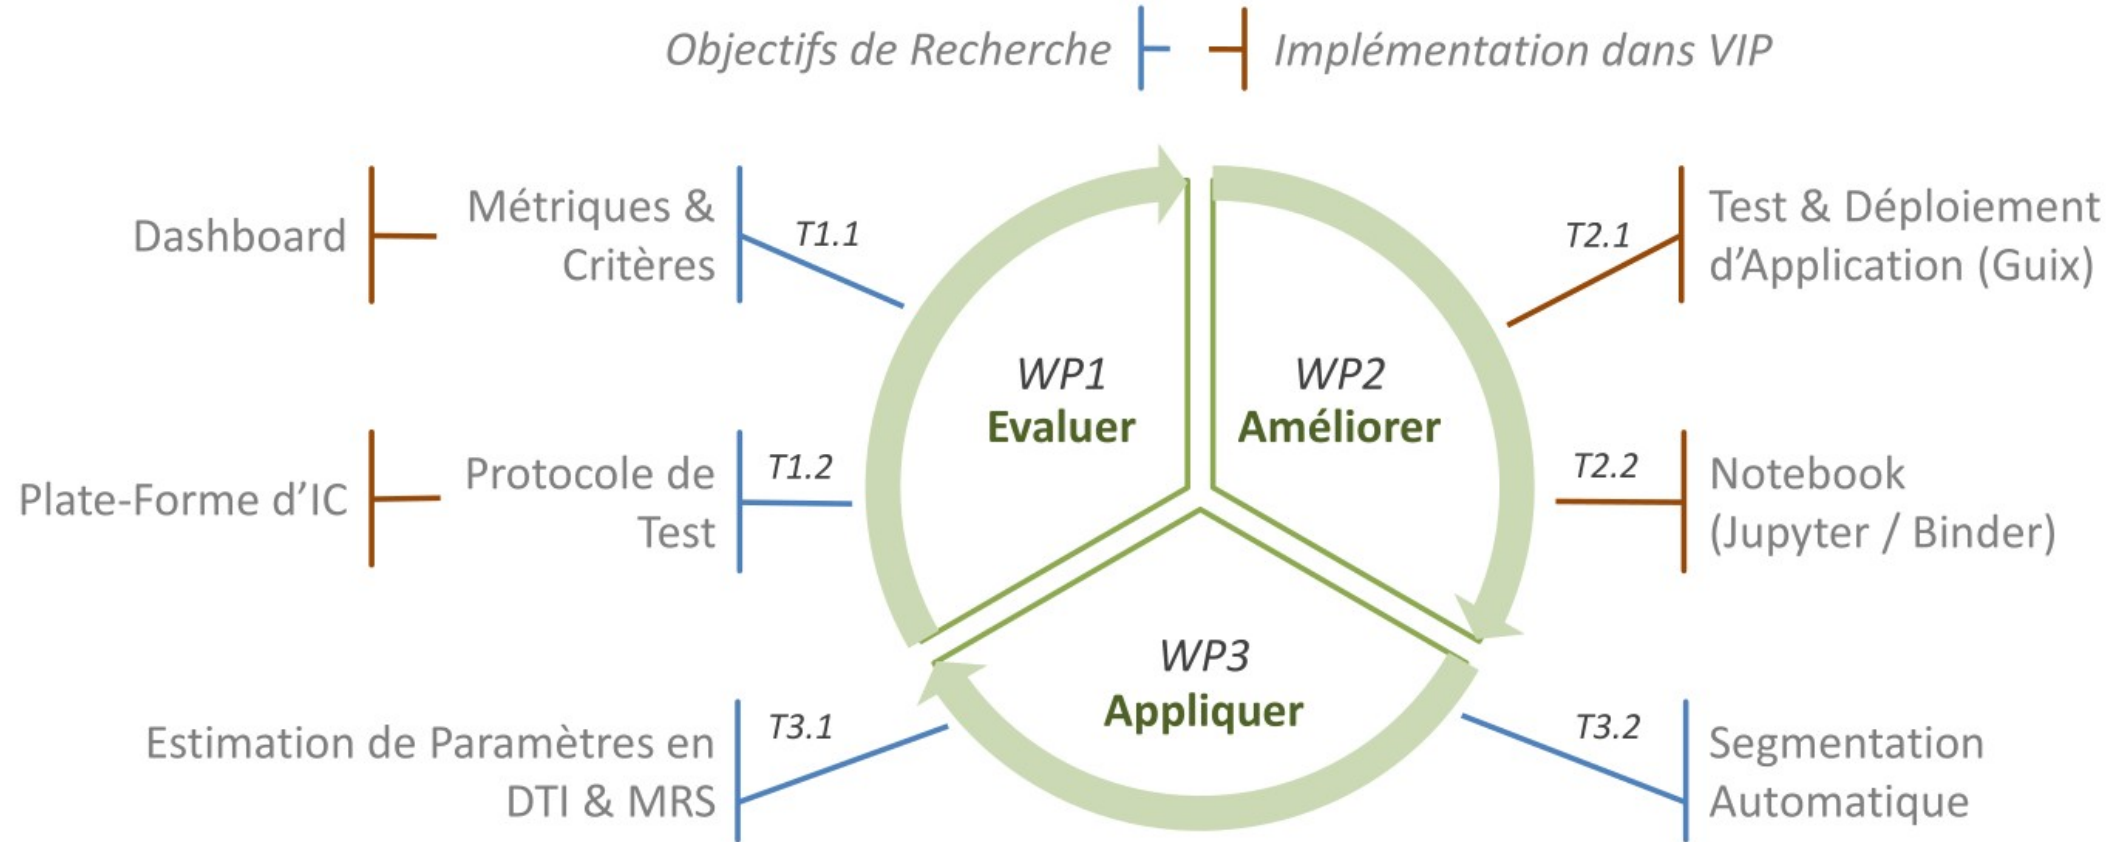 Objectifs de Recherche
Implémentation dans VIP
Dashboard
Métriques &
Critères
T1.1
T2.1
Test & Déploiement
d’Application (Guix)
WP1
Evaluer
WP2
Améliorer
Plate-Forme d’IC
Protocole de
Test
T1.2
T2.2
Notebook
(Jupyter / Binder)
WP3
Appliquer
Estimation de Paramètres en
DTI & MRS
T3.1
T3.2
Segmentation
Automatique